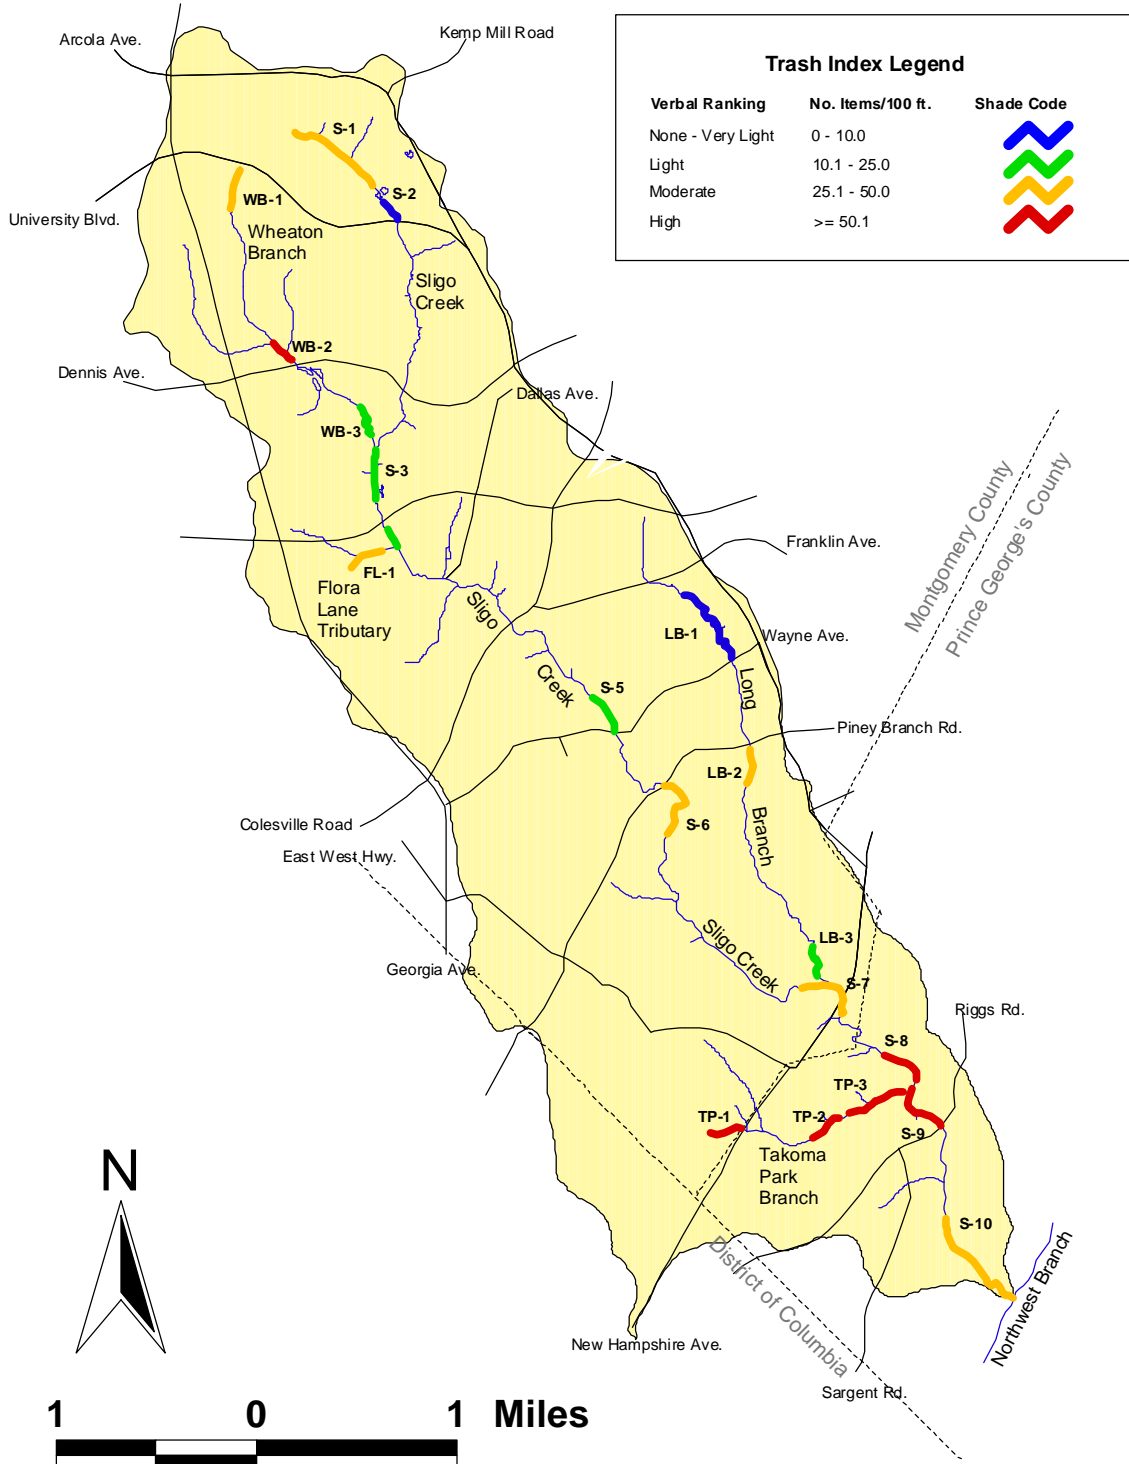 Arcola Ave.
Kemp Mill Road
Trash Index Legend
Verbal Ranking No. Items/100 ft. Shade Code
None - Very Light 0 - 10.0
Light 10.1 - 25.0
Moderate 25.1 - 50.0
High >= 50.1
S-1
WB-1
S-2
University Blvd.
Wheaton
Branch
Sligo
Creek
WB-2
Dennis Ave.
Dallas Ave.
WB-3
S-3
Montgomery County
Prince George's County
Franklin Ave.
FL-1
Flora
Lane
Tributary
Sligo
Creek
LB-1
Wayne Ave.
S-5
Long
Branch
Piney Branch Rd.
LB-2
S-6
Colesville Road
East West Hwy.
LB-3
Sligo Creek
Georgia Ave.
S-7
Riggs Rd.
S-8
TP-3
TP-1
TP-2
S-9
Takoma
Park
Branch
S-10
N
District of Columbia
Northwest Branch
New Hampshire Ave.
Sargent Rd.
1 0 1 Miles